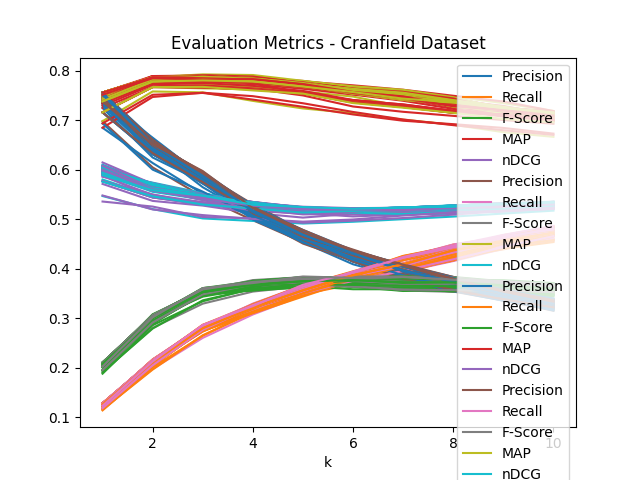 Evaluation Metrics - Cranfield Dataset
0.8
0.7
0.6
0.5
0.4
0.3
0.2
0.1
2
4
6
8
10
k
Precision
Recall
F-Score
MAP
nDCG
Precision
Recall
F-Score
MAP
nDCG
Precision
Recall
F-Score
MAP
nDCG
Precision
Recall
F-Score
MAP
nDCG